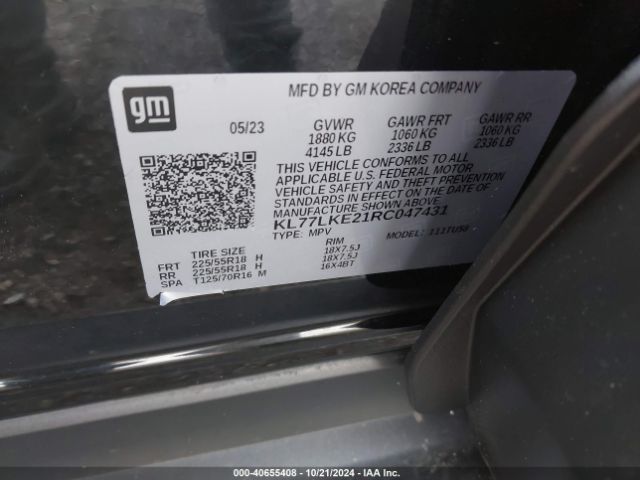 gm
MFD BY GM KOREA COMPANY
05/23 GVWR GAWR FRT GAWR RR
1880 KG 1060 KG 1060 KG
4145 LB 2336 LB 2336 LB
THIS VEHICLE CONFORMS TO ALL
APPLICABLE U.S. FEDERAL MOTOR
VEHICLE SAFETY AND THEFT PREVENTION
STANDARDS IN EFFECT ON THE DATE OF
MANUFACTURE SHOWN ABOVE.
KL77LKE21RC047431
TYPE: MPV MODEL:
TIRE SIZE RIM
FRT 225/55R18 H 18X7.5J
RR 225/55R18 H 18X7.5J
SPA T125/70R16 M 16X4BT
000-40655408 - 10/21/2024 - IAA Inc.